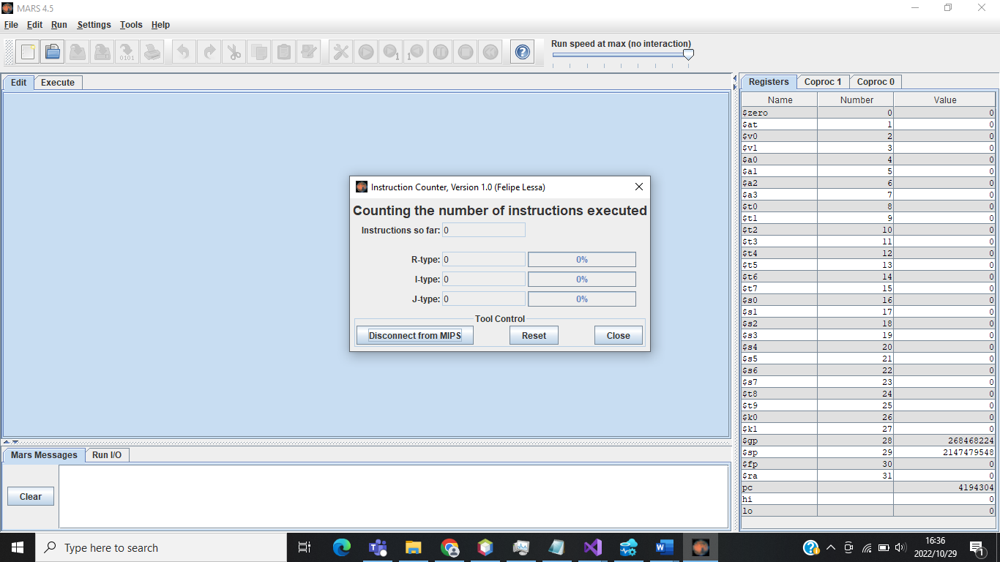 MARS 4.5
File Edit Run Settings Tools Help
Run speed at max (no interaction)
Edit Execute
Registers Coproc 1 Coproc 0
Name Number Value
$zero 0 0
$at 1 0
$v0 2 0
$v1 3 0
$a0 4 0
$a1 5 0
$a2 6 0
$a3 7 0
$t0 8 0
$t1 9 0
$t2 10 0
$t3 11 0
$t4 12 0
$t5 13 0
$t6 14 0
$t7 15 0
$s0 16 0
$s1 17 0
$s2 18 0
$s3 19 0
$s4 20 0
$s5 21 0
$s6 22 0
$s7 23 0
$t8 24 0
$t9 25 0
$k0 26 0
$k1 27 0
$gp 28 268468224
$sp 29 2147479548
$fp 30 0
$ra 31 0
pc 4194304
hi 0
lo 0
Instruction Counter, Version 1.0 (Felipe Lessa)
Counting the number of instructions executed
Instructions so far: 0
R-type: 0 0%
I-type: 0 0%
J-type: 0 0%
Tool Control
Disconnect from MIPS Reset Close
Mars Messages Run I/O
Clear
Type here to search
16:36
2022/10/29
1